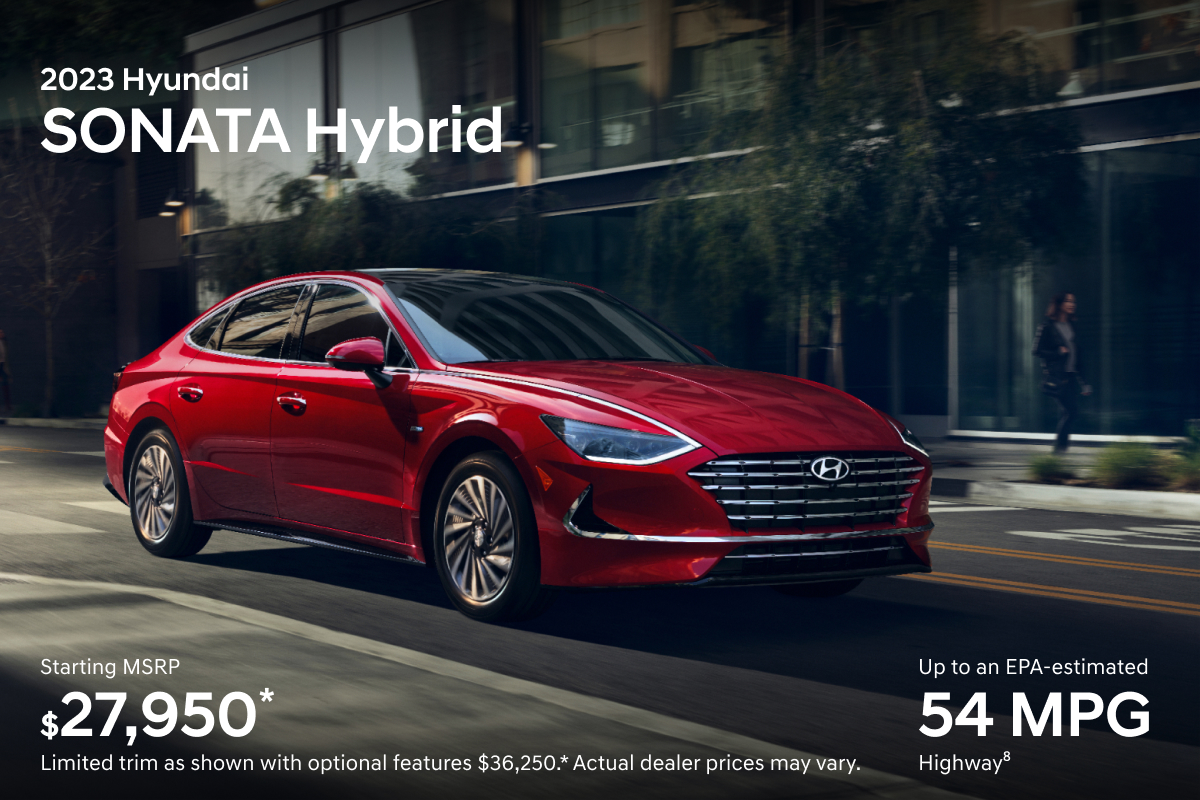 2023 Hyundai
SONATA Hybrid
Starting MSRP
$27,950*
Limited trim as shown with optional features $36,250.* Actual dealer prices may vary.
Up to an EPA-estimated
54 MPG
Highway⁸